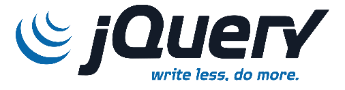 jQuery
write less, do more.